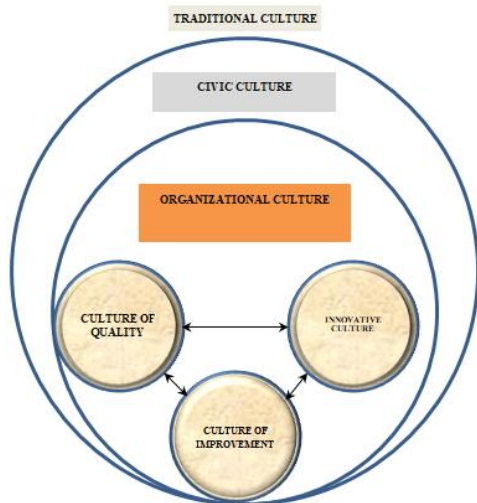 TRADITIONAL CULTURE
CIVIC CULTURE
ORGANIZATIONAL CULTURE
CULTURE OF
QUALITY
INNOVATIVE
CULTURE
CULTURE OF
IMPROVEMENT